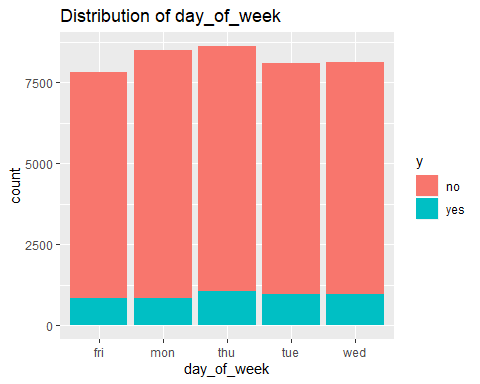 Distribution of day_of_week
7500
5000
2500
0
count
fri mon thu tue wed
day_of_week
y
no
yes